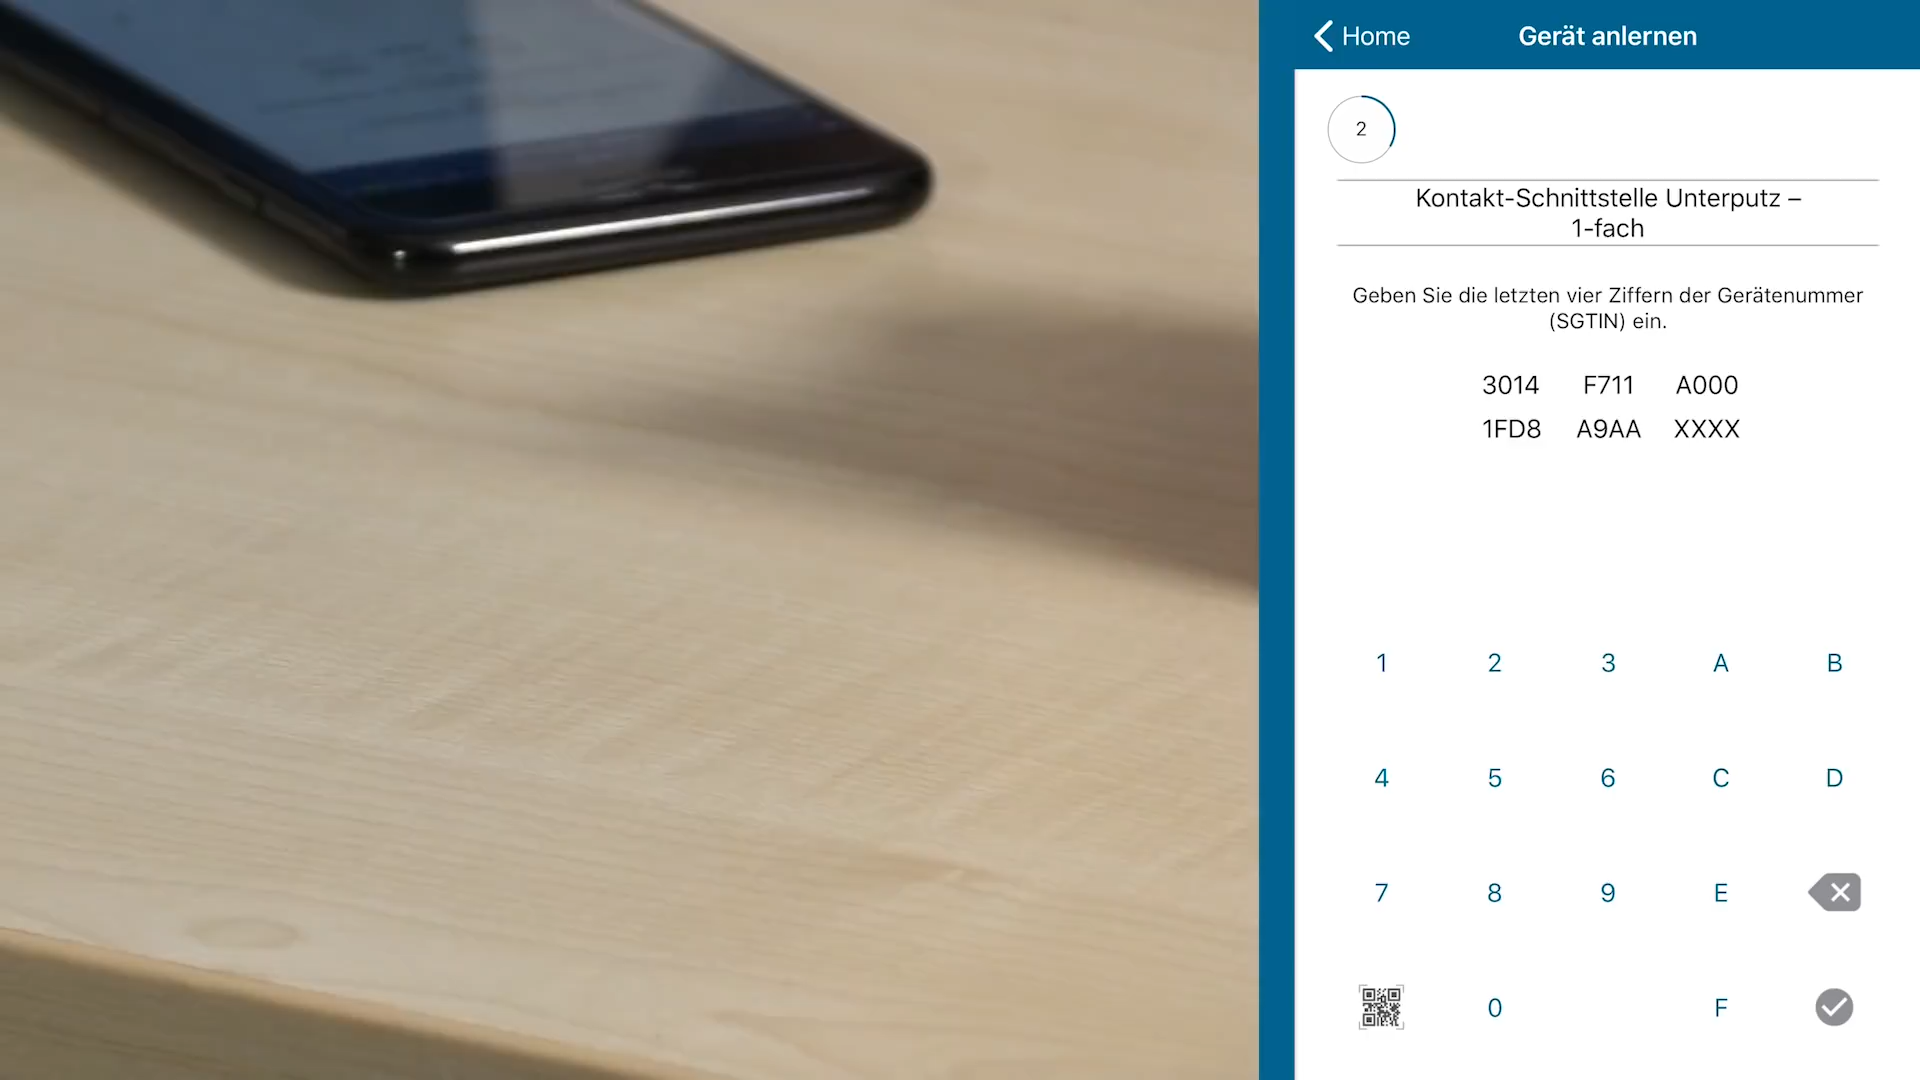 Home
Gerät anlernen
2
Kontakt-Schnittstelle Unterputz –
1-fach
Geben Sie die letzten vier Ziffern der Gerätenummer
(SGTIN) ein.
3014 F711 A000
1FD8 A9AA XXXX
1 2 3 A B
4 5 6 C D
7 8 9 E
0 F